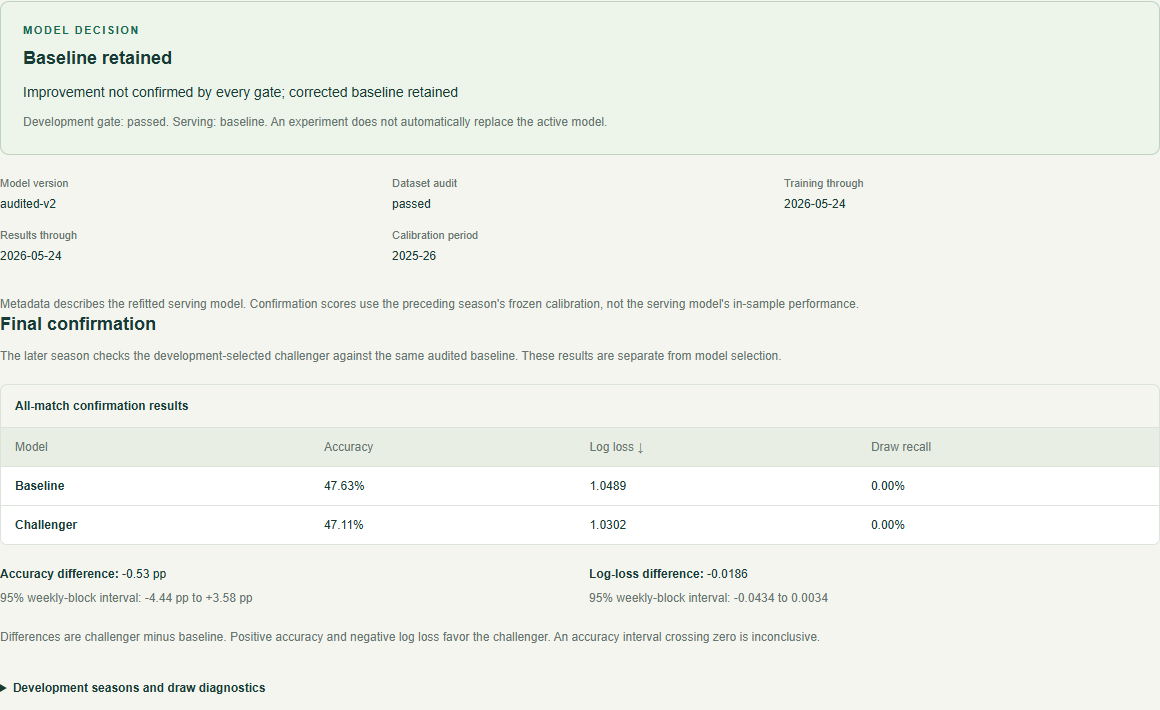 MODEL DECISION
Baseline retained
Improvement not confirmed by every gate; corrected baseline retained
Development gate: passed. Serving: baseline. An experiment does not automatically replace the active model.
Model version
audited-v2
Dataset audit
passed
Training through
2026-05-24
Results through
2026-05-24
Calibration period
2025-26
Metadata describes the refitted serving model. Confirmation scores use the preceding season's frozen calibration, not the serving model's in-sample performance.
Final confirmation
The later season checks the development-selected challenger against the same audited baseline. These results are separate from model selection.
All-match confirmation results
Model Accuracy Log loss ↓ Draw recall
Baseline 47.63% 1.0489 0.00%
Challenger 47.11% 1.0302 0.00%
Accuracy difference: -0.53 pp
95% weekly-block interval: -4.44 pp to +3.58 pp
Log-loss difference: -0.0186
95% weekly-block interval: -0.0434 to 0.0034
Differences are challenger minus baseline. Positive accuracy and negative log loss favor the challenger. An accuracy interval crossing zero is inconclusive.
▶ Development seasons and draw diagnostics